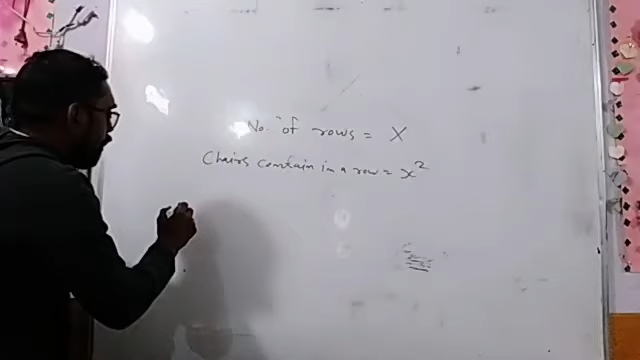 No. of rows = X
Chairs contain in a row = x²